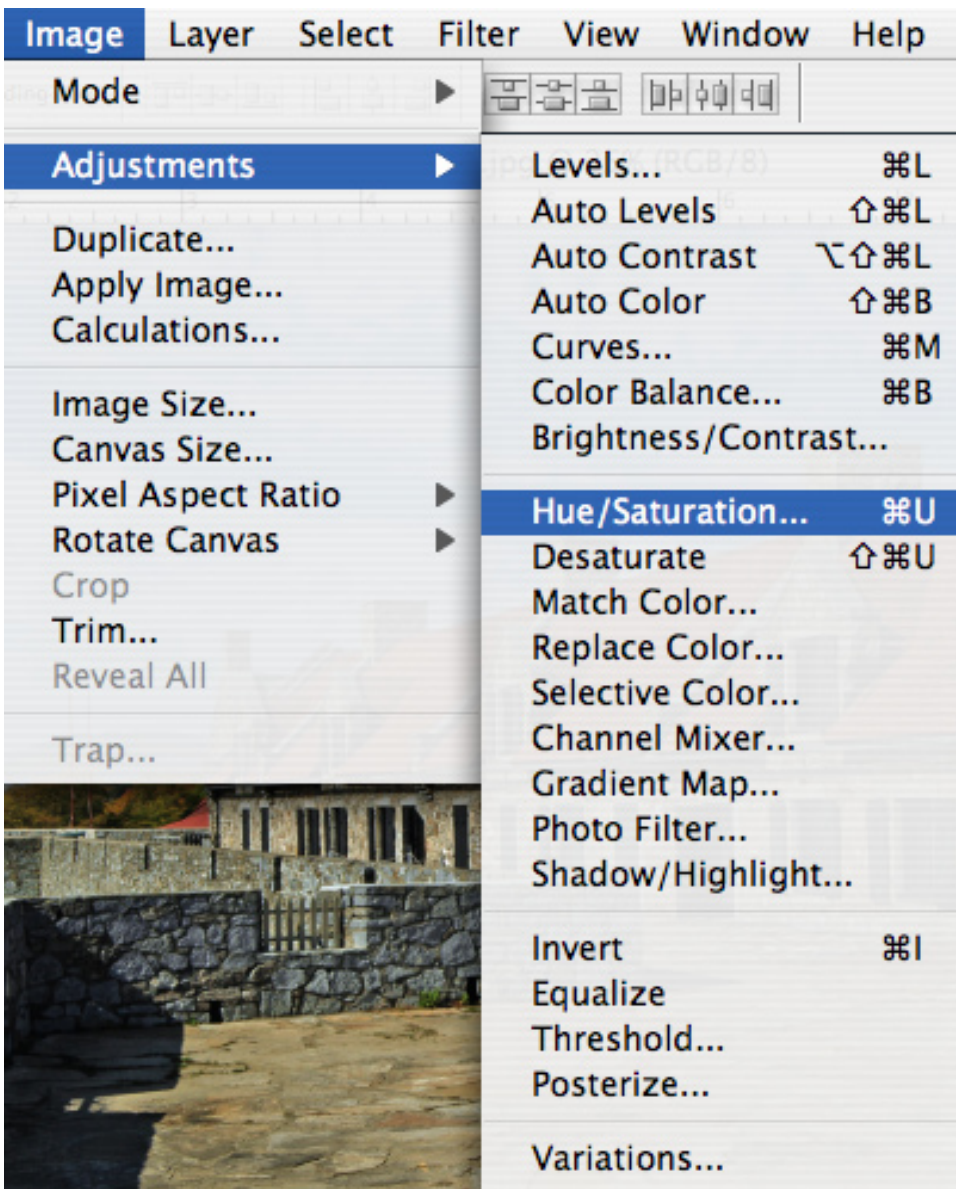 Image Layer Select Filter View Window Help
Mode
Adjustments
Duplicate...
Apply Image...
Calculations...
Image Size...
Canvas Size...
Pixel Aspect Ratio
Rotate Canvas
Crop
Trim...
Reveal All
Trap...
.jpg @ (RGB/8)
Levels... ⌘L
Auto Levels ⇧⌘L
Auto Contrast ⌥⇧⌘L
Auto Color ⇧⌘B
Curves... ⌘M
Color Balance... ⌘B
Brightness/Contrast...
Hue/Saturation... ⌘U
Desaturate ⇧⌘U
Match Color...
Replace Color...
Selective Color...
Channel Mixer...
Gradient Map...
Photo Filter...
Shadow/Highlight...
Invert ⌘I
Equalize
Threshold...
Posterize...
Variations...